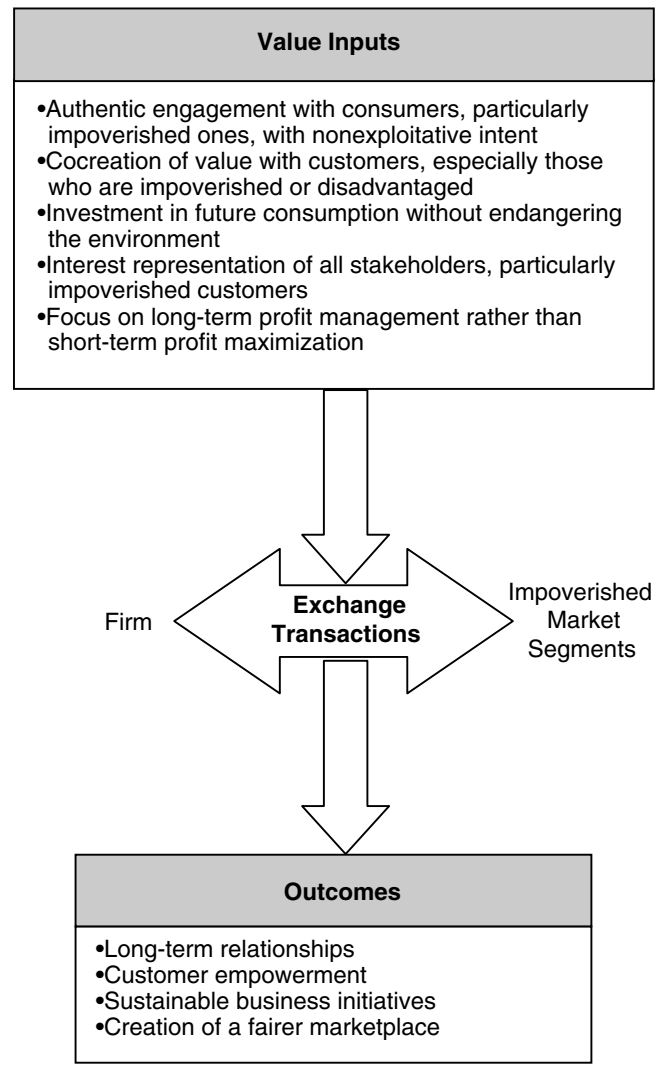 Value Inputs
•Authentic engagement with consumers, particularly
impoverished ones, with nonexploitative intent
•Cocreation of value with customers, especially those
who are impoverished or disadvantaged
•Investment in future consumption without endangering
the environment
•Interest representation of all stakeholders, particularly
impoverished customers
•Focus on long-term profit management rather than
short-term profit maximization
Firm
Exchange
Transactions
Impoverished
Market
Segments
Outcomes
•Long-term relationships
•Customer empowerment
•Sustainable business initiatives
•Creation of a fairer marketplace